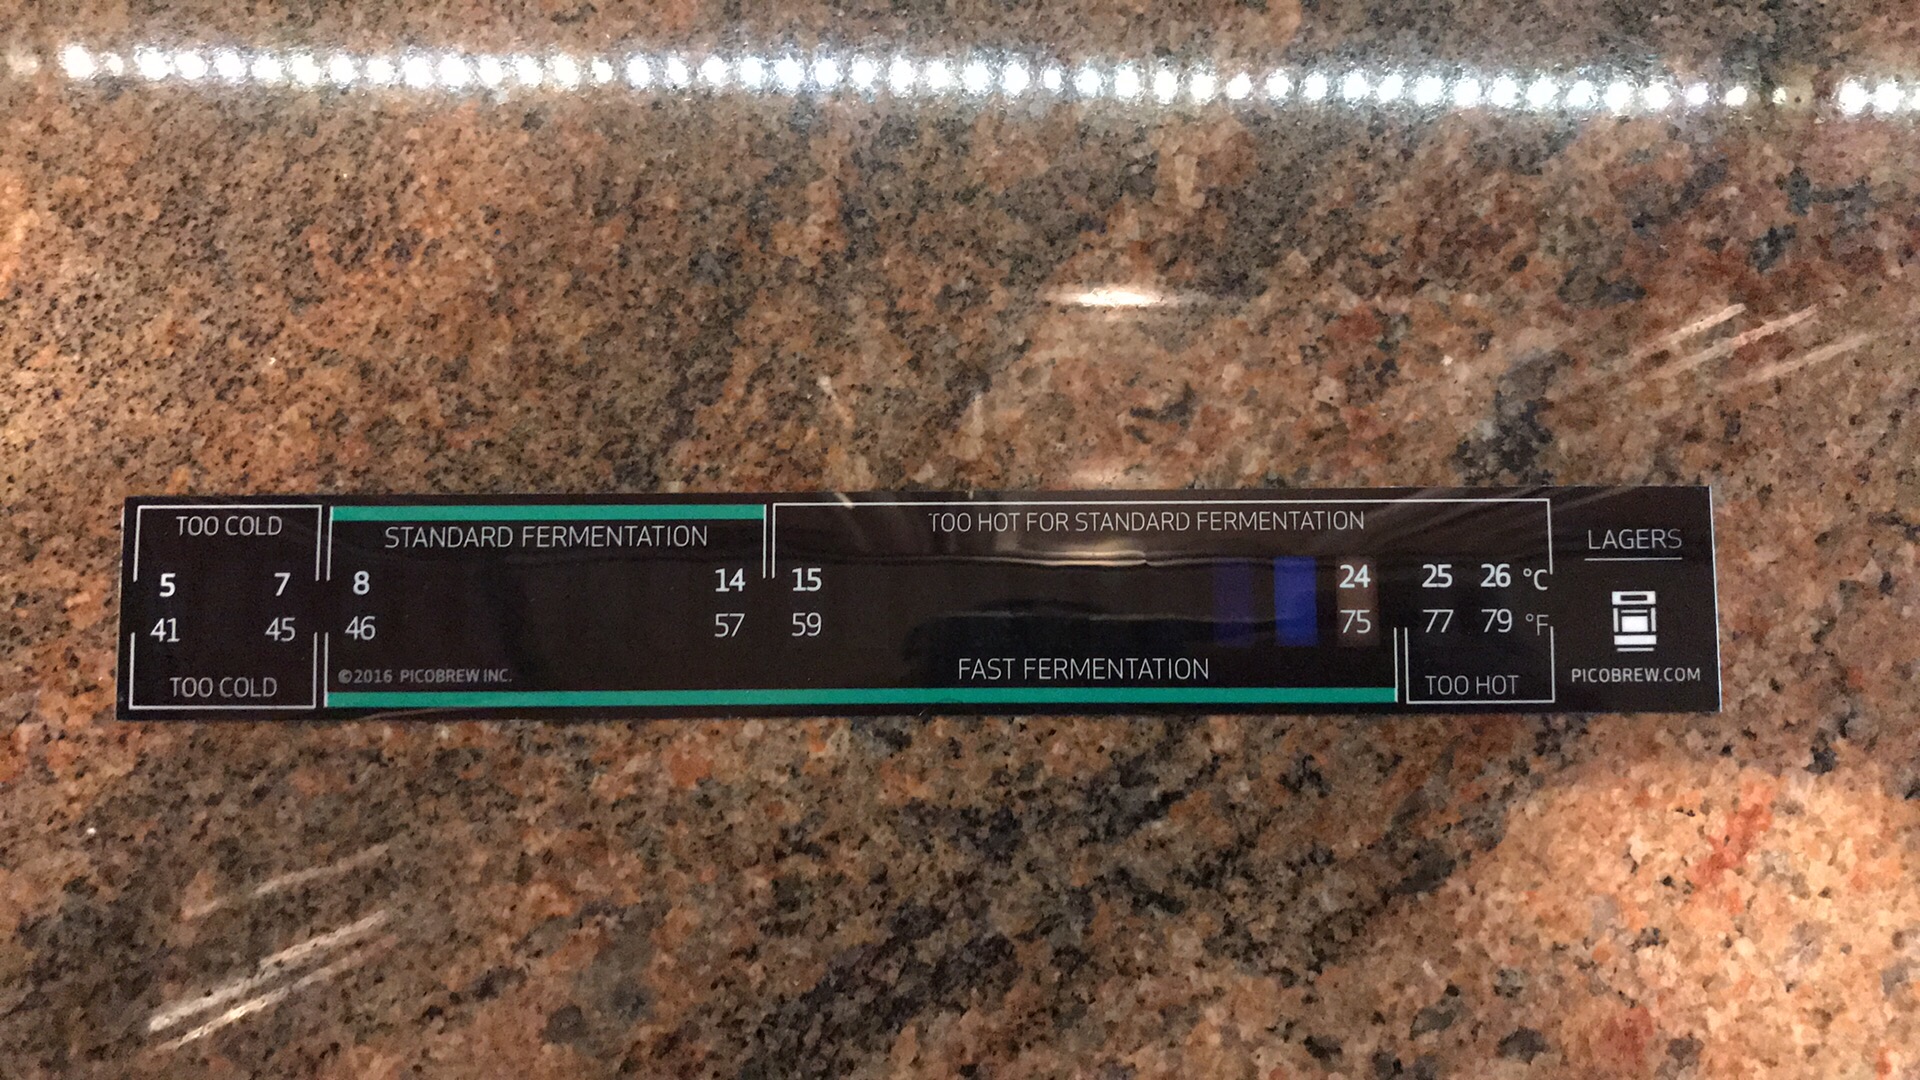 TOO COLD
STANDARD FERMENTATION
TOO HOT FOR STANDARD FERMENTATION
LAGERS
5 7 8 14 15 24 25 26 °C
41 45 46 57 59 75 77 79 °F
©2016 PICOBREW INC.
FAST FERMENTATION
TOO COLD
TOO HOT
PICOBREW.COM